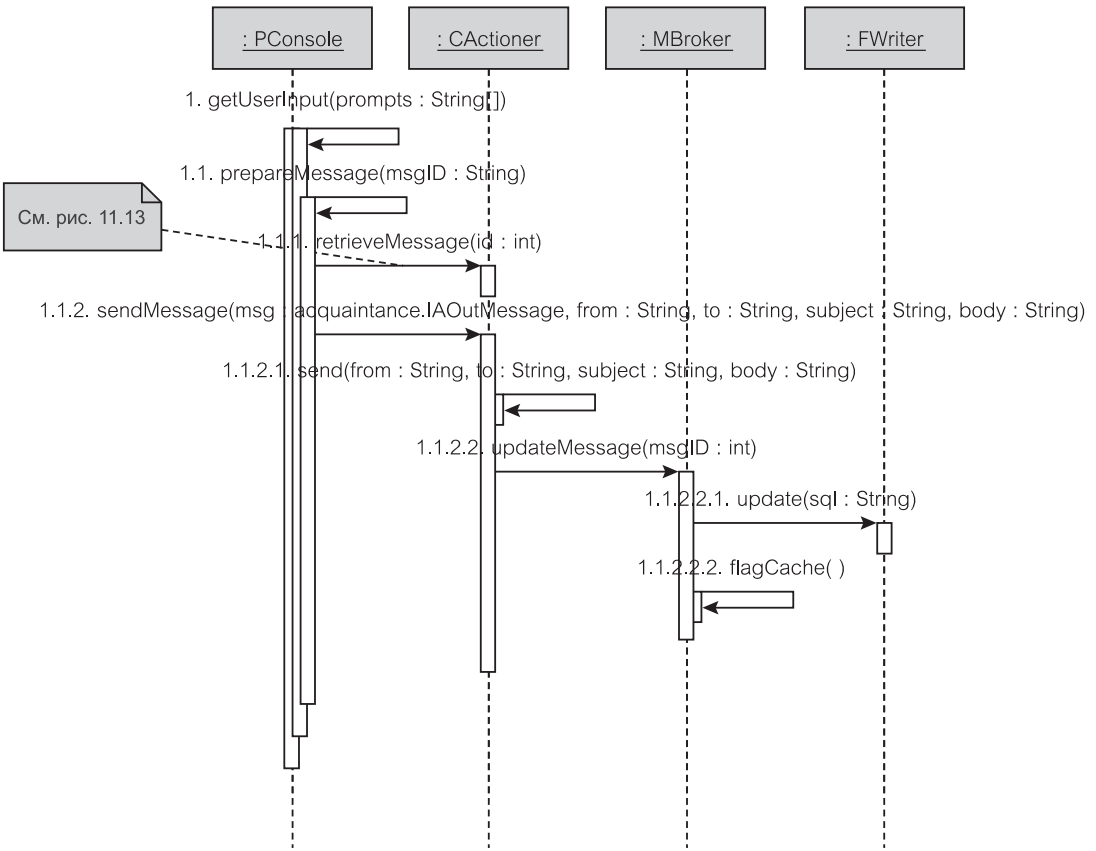 : PConsole
: CActioner
: MBroker
: FWriter
1. getUserInput(prompts : String[])
1.1. prepareMessage(msgID : String)
См. рис. 11.13
1.1.1. retrieveMessage(id : int)
1.1.2. sendMessage(msg : acquaintance.IAOutMessage, from : String, to : String, subject : String, body : String)
1.1.2.1. send(from : String, to : String, subject : String, body : String)
1.1.2.2. updateMessage(msgID : int)
1.1.2.2.1. update(sql : String)
1.1.2.2.2. flagCache( )